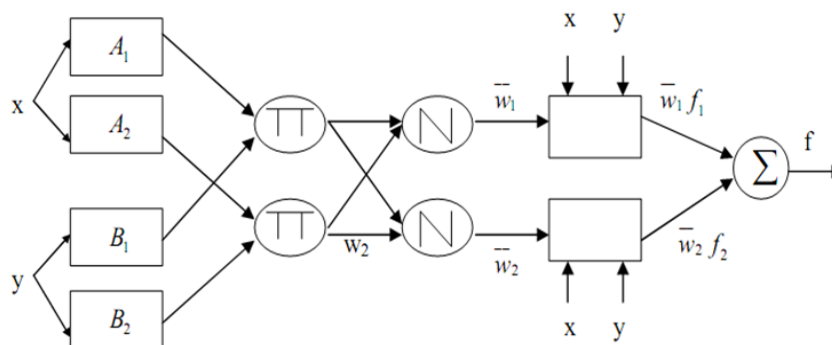 x y
A₁
w̄₁ w̄₁ f₁
x
A₂
Π N
Σ f
B₁
Π w₂ N
w̄₂ w̄₂ f₂
y
B₂
x y